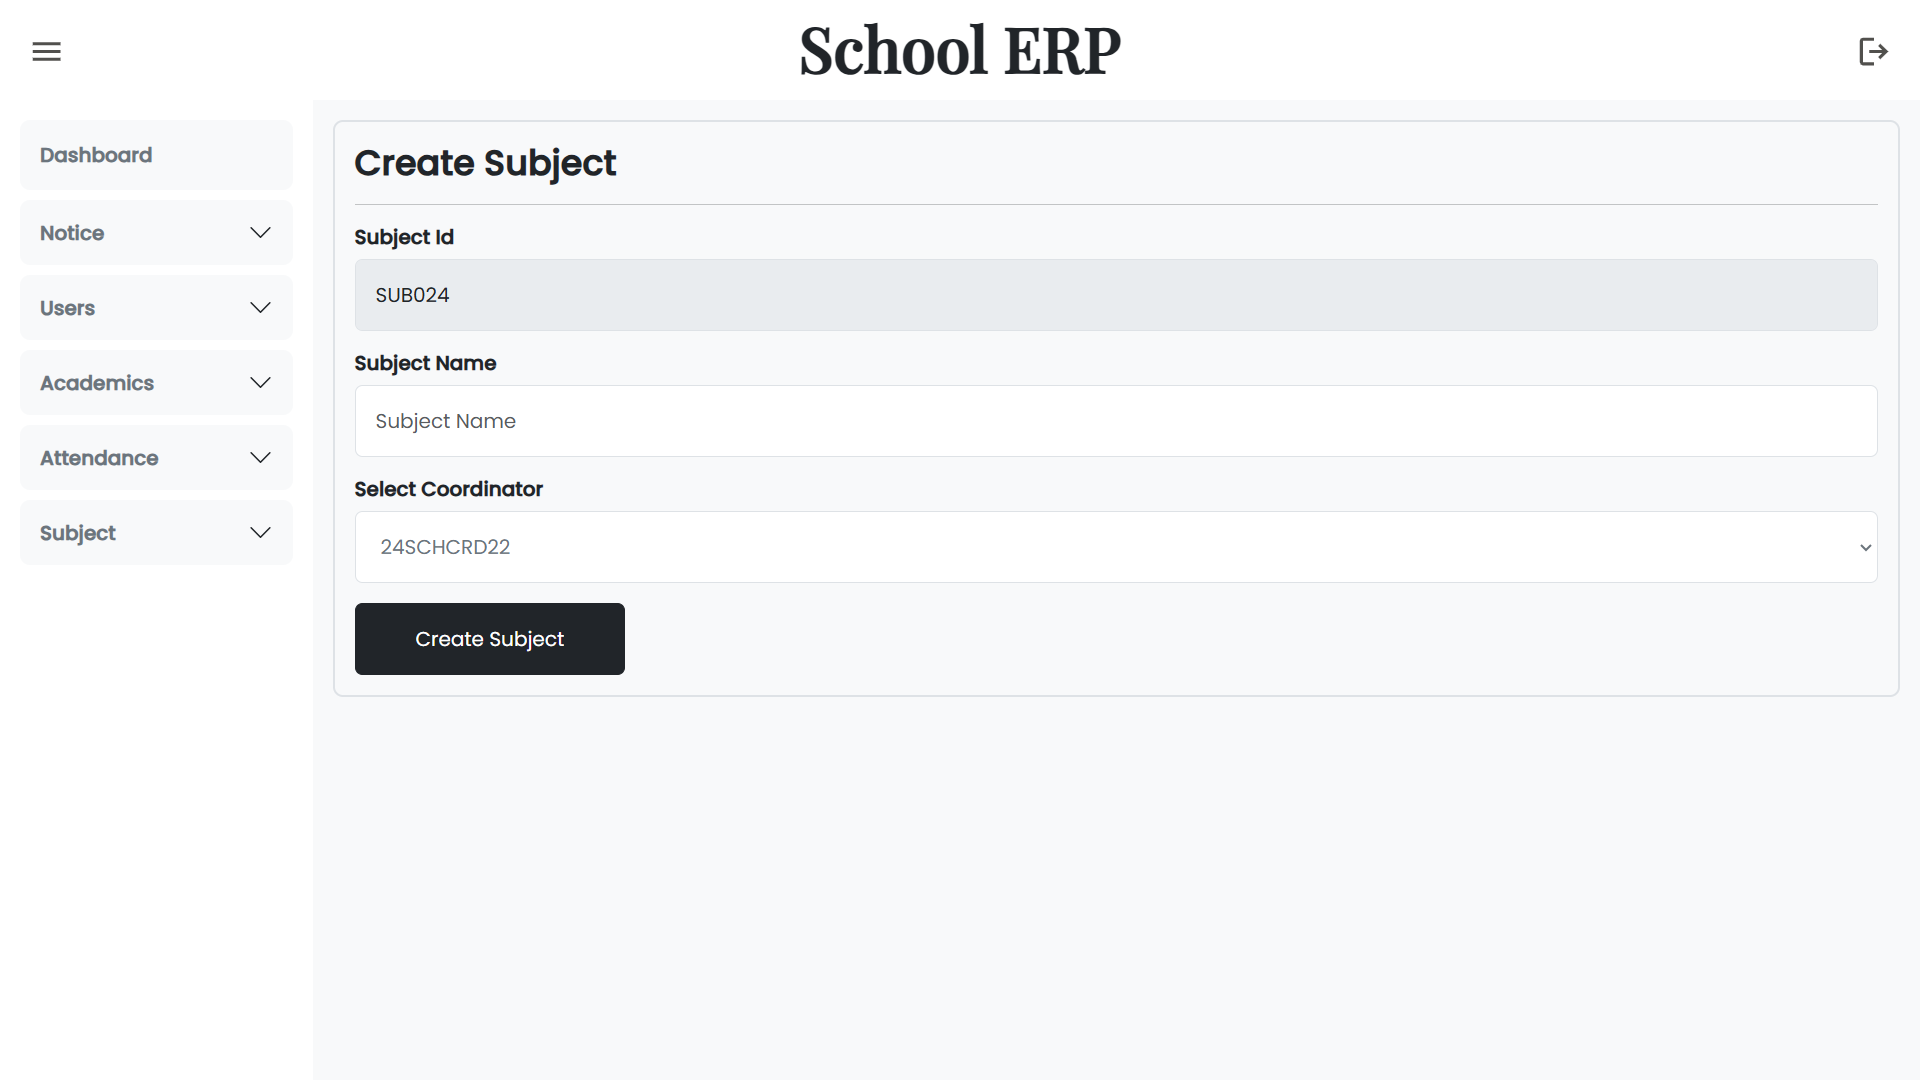 School ERP
Dashboard
Notice
Users
Academics
Attendance
Subject
Create Subject
Subject Id
SUB024
Subject Name
Subject Name
Select Coordinator
24SCHCRD22
Create Subject